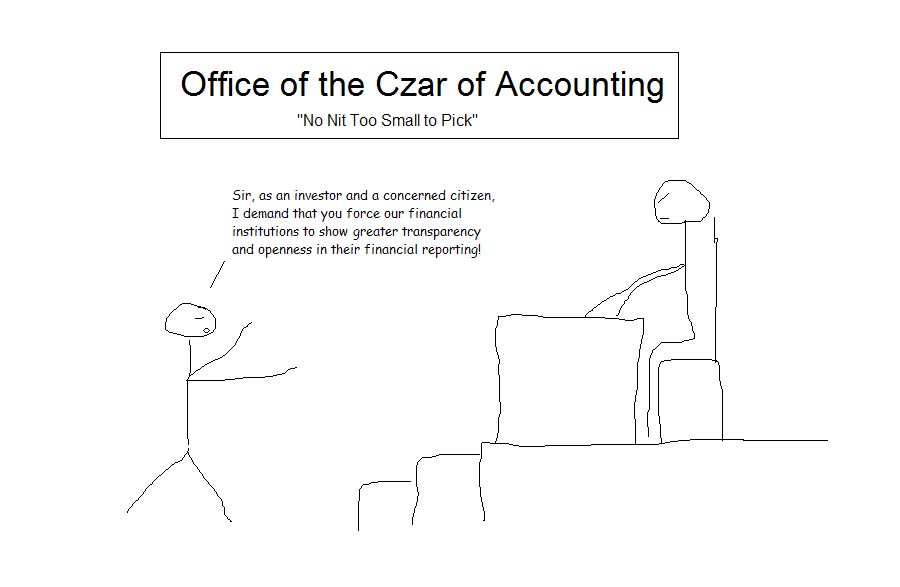 Office of the Czar of Accounting
"No Nit Too Small to Pick"
Sir, as an investor and a concerned citizen,
I demand that you force our financial
institutions to show greater transparency
and openness in their financial reporting!